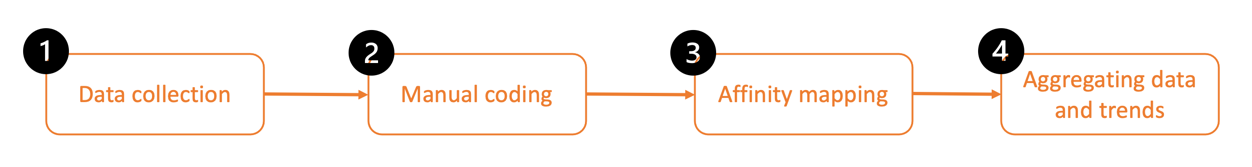 1
Data collection
2
Manual coding
3
Affinity mapping
4
Aggregating data
and trends